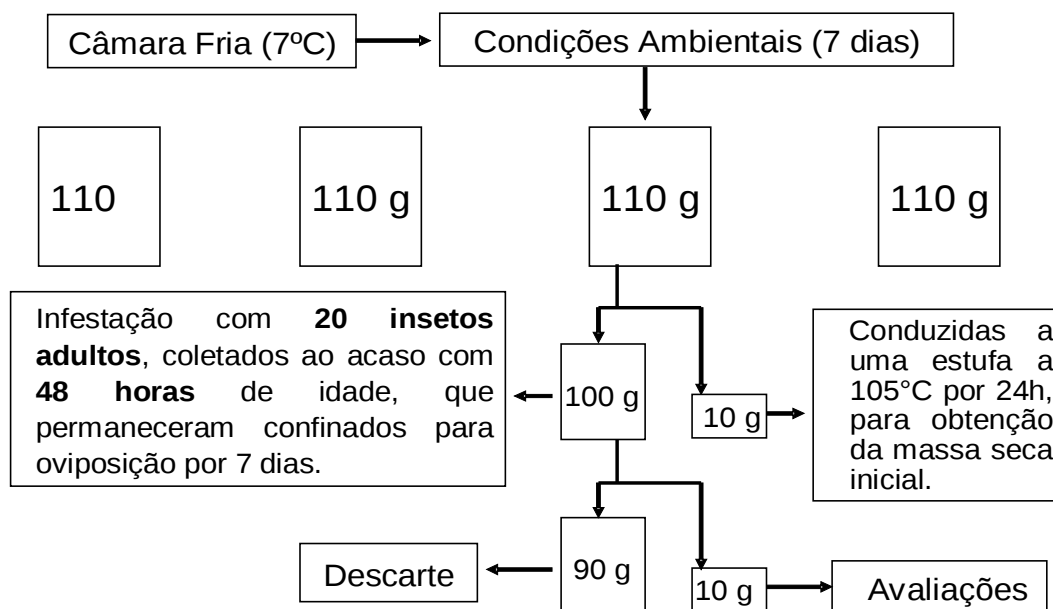 Câmara Fria (7ºC)
Condições Ambientais (7 dias)
110
110 g
110 g
110 g
Infestação com 20 insetos
adultos, coletados ao acaso com
48 horas de idade, que
permaneceram confinados para
oviposição por 7 dias.
100 g
10 g
Conduzidas a
uma estufa a
105°C por 24h,
para obtenção
da massa seca
inicial.
Descarte
90 g
10 g
Avaliações